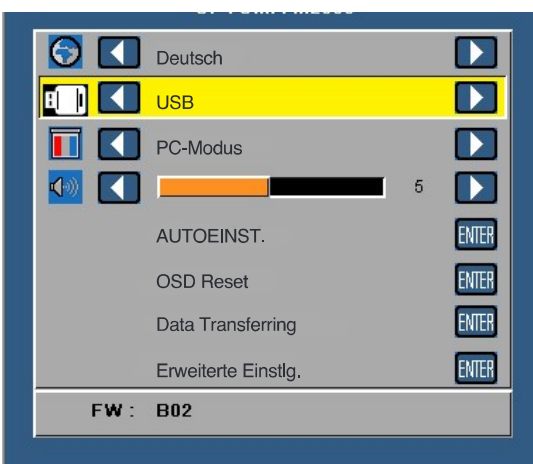 Deutsch
USB
PC-Modus
5
AUTOEINST.
ENTER
OSD Reset
ENTER
Data Transferring
ENTER
Erweiterte Einstlg.
ENTER
FW : B02